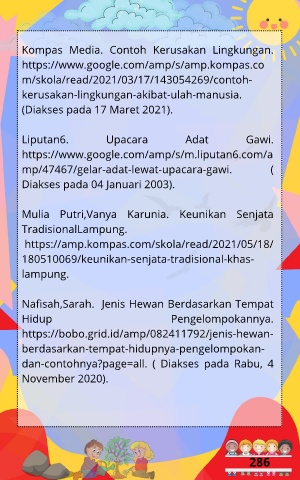 Kompas Media. Contoh Kerusakan Lingkungan.
https://www.google.com/amp/s/amp.kompas.co
m/skola/read/2021/03/17/143054269/contoh-
kerusakan-lingkungan-akibat-ulah-manusia.
(Diakses pada 17 Maret 2021).
Liputan6. Upacara Adat Gawi.
https://www.google.com/amp/s/m.liputan6.com/a
mp/47467/gelar-adat-lewat-upacara-gawi. (
Diakses pada 04 Januari 2003).
Mulia Putri,Vanya Karunia. Keunikan Senjata
TradisionalLampung.
https://amp.kompas.com/skola/read/2021/05/18/
180510069/keunikan-senjata-tradisional-khas-
lampung.
Nafisah,Sarah. Jenis Hewan Berdasarkan Tempat
Hidup Pengelompokannya.
https://bobo.grid.id/amp/082411792/jenis-hewan-
berdasarkan-tempat-hidupnya-pengelompokan-
dan-contohnya?page=all. ( Diakses pada Rabu, 4
November 2020).
286